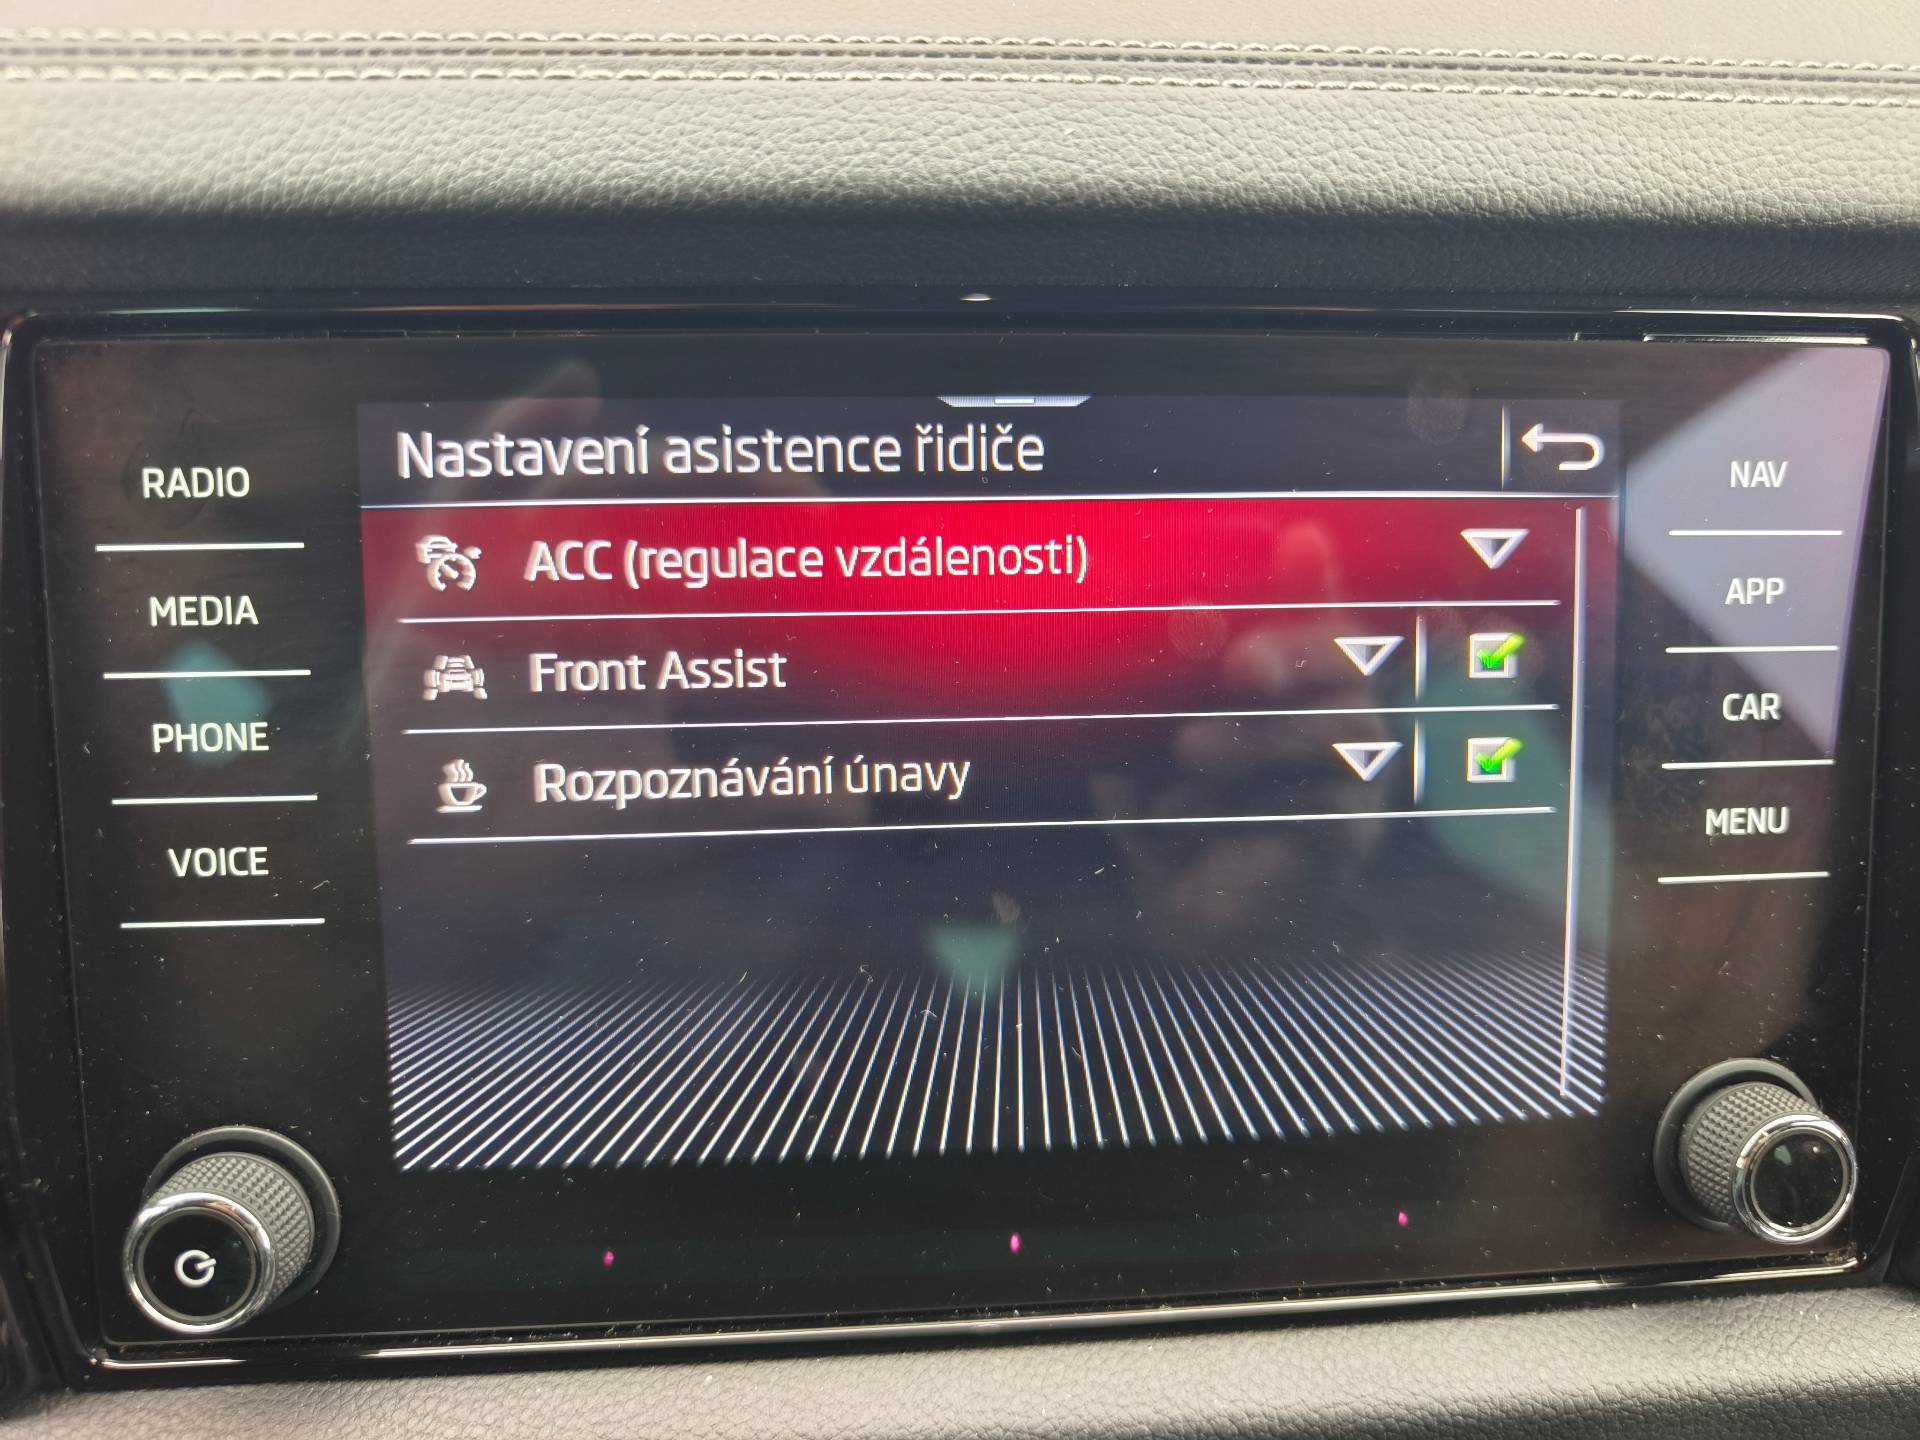 Nastavení asistence řidiče
RADIO
MEDIA
PHONE
VOICE
ACC (regulace vzdálenosti)
Front Assist
Rozpoznávání únavy
NAV
APP
CAR
MENU